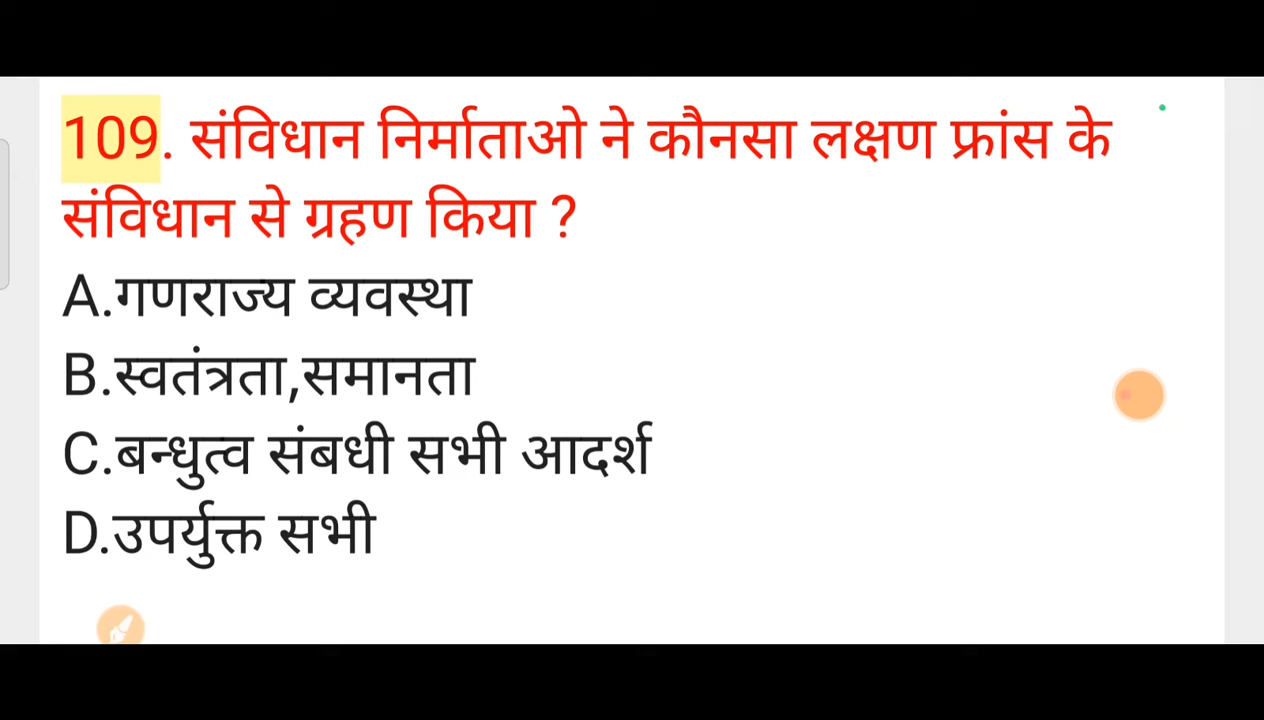 109. संविधान निर्माताओ ने कौनसा लक्षण फ्रांस के
संविधान से ग्रहण किया ?
A.गणराज्य व्यवस्था
B.स्वतंत्रता,समानता
C.बन्धुत्व संबधी सभी आदर्श
D.उपर्युक्त सभी